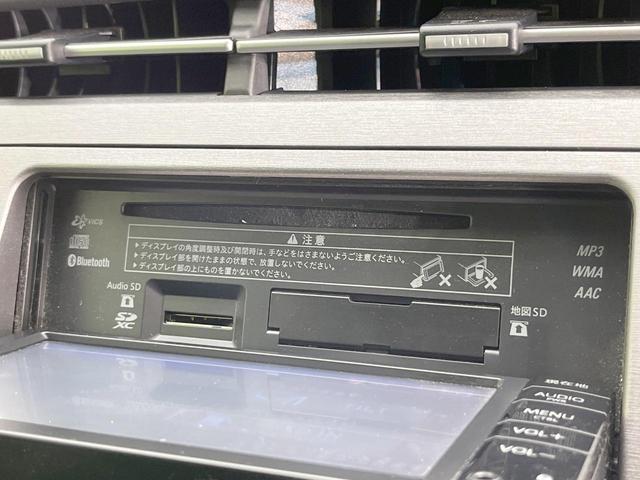 VICS
Bluetooth
⚠ 注意
▶ディスプレイの角度調整時及び開閉時は、手などをはさまないようご注意ください。
▶ディスプレイ部を開けたままの状態で、放置しないでください。
▶ディスプレイ部の上にものを置かないでください。
MP3
WMA
AAC
Audio SD
SD
XC
地図SD
AUDIO
PWR
MENU
CTRL
VOL+
VOL−